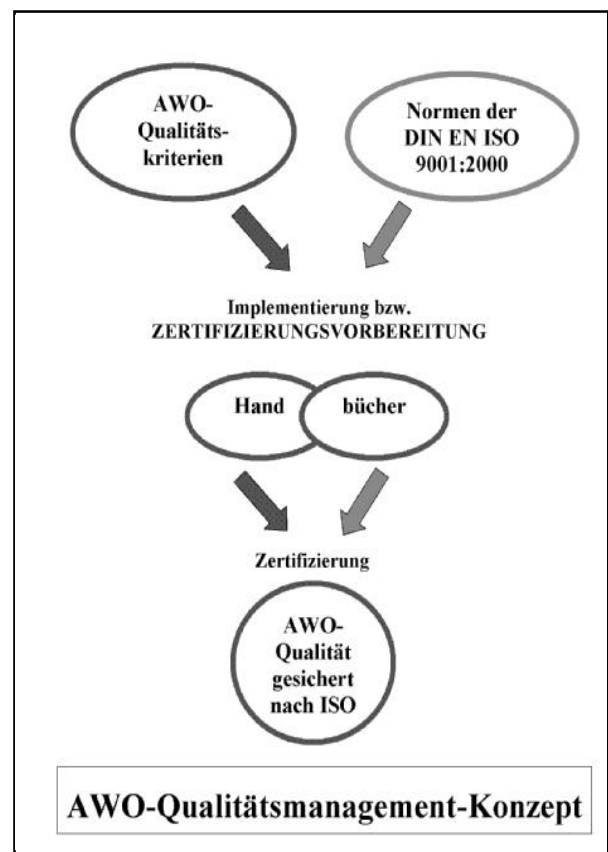 AWO-
Qualitäts-
kriterien
Normen der
DIN EN ISO
9001:2000
Implementierung bzw.
ZERTIFIZIERUNGSVORBEREITUNG
Hand
bücher
Zertifizierung
AWO-
Qualität
gesichert
nach ISO
AWO-Qualitätsmanagement-Konzept